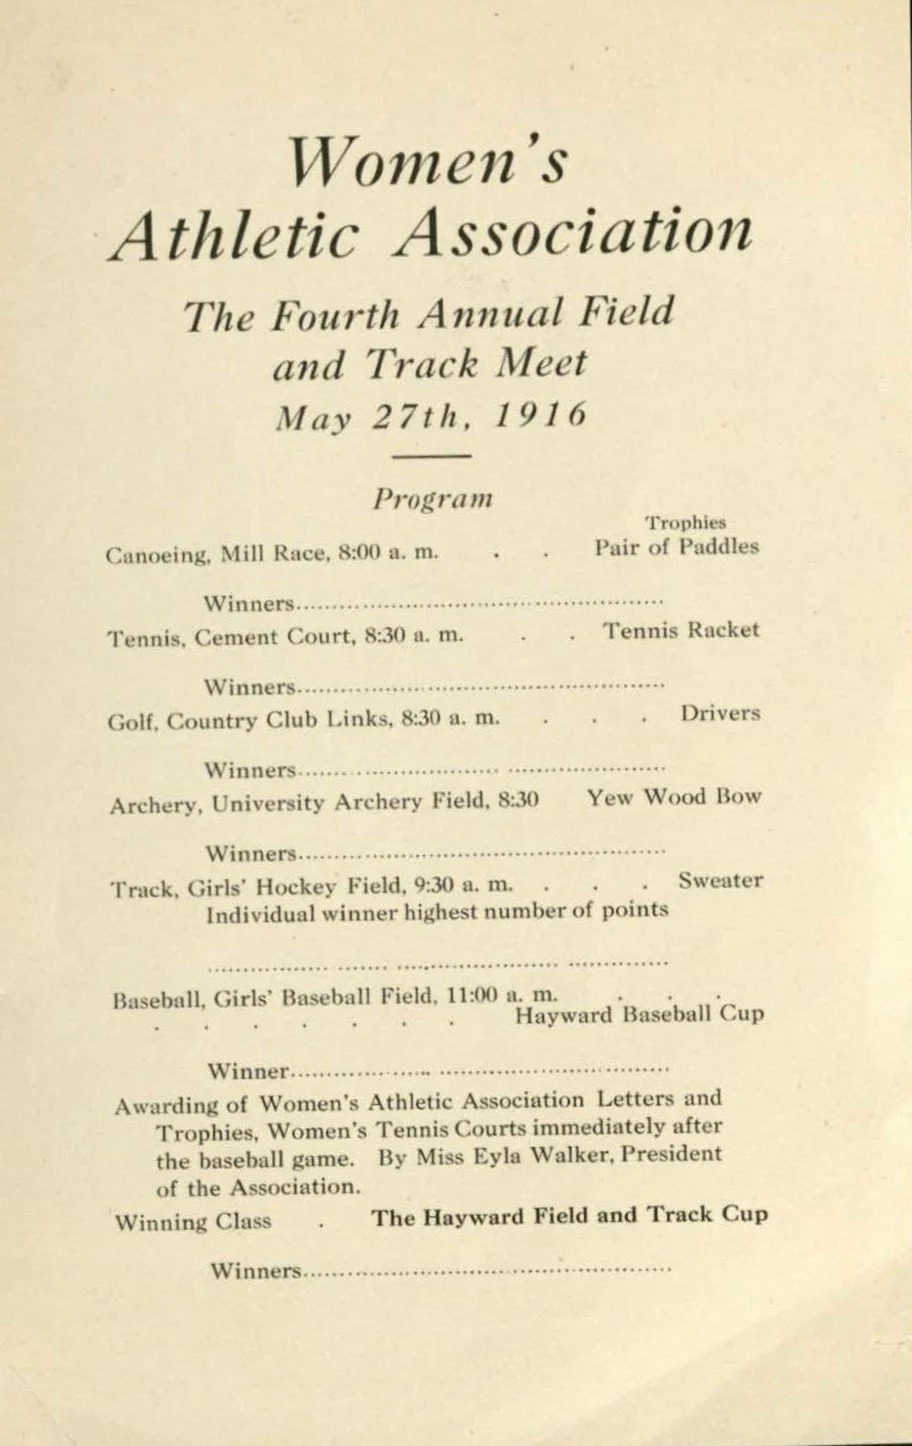 Women's
Athletic Association
The Fourth Annual Field
and Track Meet
May 27th, 1916
Program
Trophies
Canoeing, Mill Race, 8:00 a. m. . . Pair of Paddles
Winners..........................................................
Tennis, Cement Court, 8:30 a. m. . . Tennis Racket
Winners..........................................................
Golf, Country Club Links, 8:30 a. m. . . . Drivers
Winners..........................................................
Archery, University Archery Field, 8:30 Yew Wood Bow
Winners..........................................................
Track, Girls' Hockey Field, 9:30 a. m. . . . Sweater
Individual winner highest number of points
..........................................................
Baseball, Girls' Baseball Field, 11:00 a. m. . . .
. . . . . . . Hayward Baseball Cup
Winner..........................................................
Awarding of Women's Athletic Association Letters and
Trophies, Women's Tennis Courts immediately after
the baseball game. By Miss Eyla Walker, President
of the Association.
Winning Class . The Hayward Field and Track Cup
Winners..........................................................